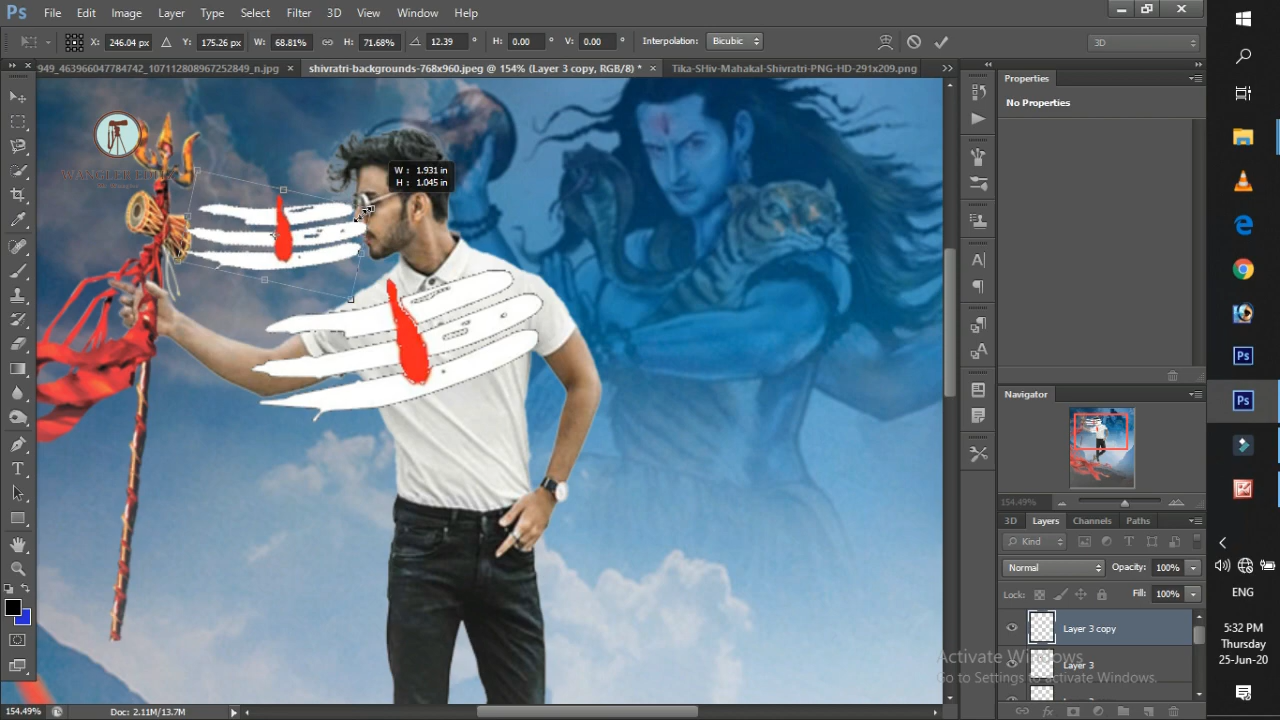 Ps File Edit Image Layer Type Select Filter 3D View Window Help
X: 246.04 px Y: 175.26 px W: 68.81% H: 71.68% 12.39 ° H: 0.00 ° V: 0.00 ° Interpolation: Bicubic 3D
949_463966047784742_107112808967252849_n.jpg × shivratri-backgrounds-768x960.jpeg @ 154% (Layer 3 copy, RGB/8) * × Tika-SHiv-Mahakal-Shivratri-PNG-HD-291x209.png
Properties
No Properties
W : 1.931 in
H : 1.045 in
Navigator
154.49%
3D Layers Channels Paths
Kind
Normal Opacity: 100%
Lock: Fill: 100%
Layer 3 copy
Layer 3
Activate Windows
Go to Settings to activate Windows.
154.49% Doc: 2.11M/13.7M
Ps
Ps
ENG
5:32 PM
Thursday
25-Jun-20